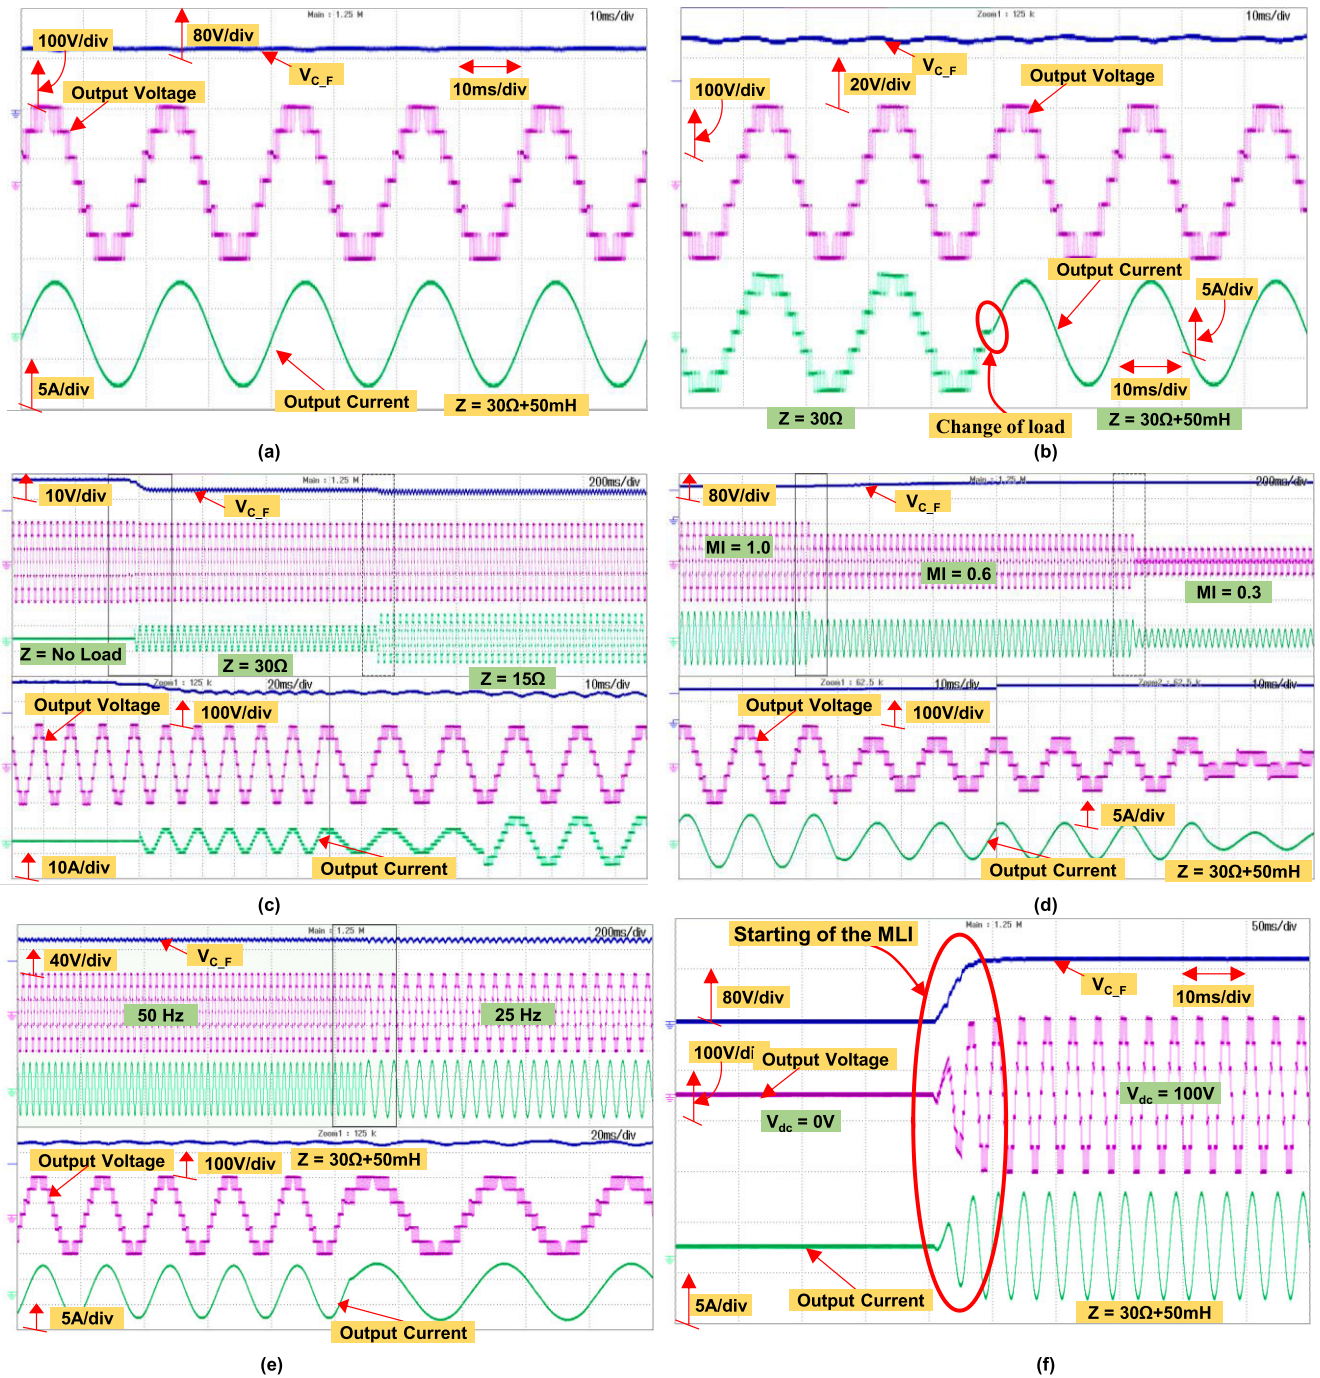 Main : 1.25 M
10ms/div
80V/div
100V/div
V_C_F
10ms/div
Output Voltage
5A/div
Output Current
Z = 30Ω+50mH
(a)
Zoom1 : 125 k
10ms/div
V_C_F
Output Voltage
20V/div
100V/div
Output Current
5A/div
10ms/div
Z = 30Ω
Change of load
Z = 30Ω+50mH
(b)
Main : 1.25 M
200ms/div
10V/div
V_C_F
Z = No Load
Z = 30Ω
Z = 15Ω
Zoom1 : 125 k
20ms/div
10ms/div
Output Voltage
100V/div
10A/div
Output Current
(c)
Main : 1.25 M
200ms/div
80V/div
V_C_F
MI = 1.0
MI = 0.6
MI = 0.3
Zoom1 : 62.5 k
10ms/div
Zoom2 : 62.5 k
10ms/div
Output Voltage
100V/div
5A/div
Output Current
Z = 30Ω+50mH
(d)
Main : 1.25 M
200ms/div
40V/div
V_C_F
50 Hz
25 Hz
Zoom1 : 125 k
20ms/div
Output Voltage
100V/div
Z = 30Ω+50mH
5A/div
Output Current
(e)
Main : 1.25 M
50ms/div
Starting of the MLI
80V/div
V_C_F
10ms/div
100V/di
Output Voltage
V_dc = 0V
V_dc = 100V
5A/div
Output Current
Z = 30Ω+50mH
(f)